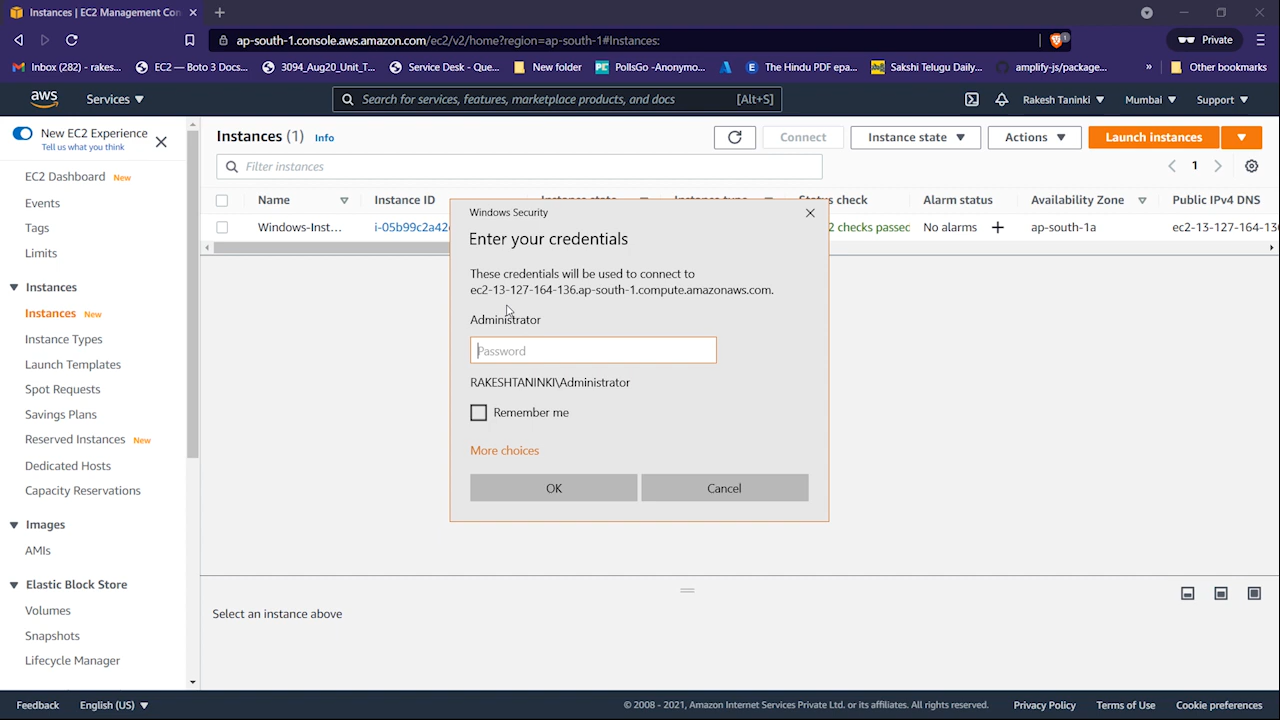 Instances | EC2 Management Con
ap-south-1.console.aws.amazon.com/ec2/v2/home?region=ap-south-1#Instances:
1
Private
Inbox (282) - rakes...
EC2 — Boto 3 Docs...
3094_Aug20_Unit_T...
Service Desk - Que...
New folder
PC
PollsGo -Anonymo...
E
The Hindu PDF epa...
Sakshi Telugu Daily...
amplify-js/package...
»
Other bookmarks
aws
Services
Search for services, features, marketplace products, and docs
[Alt+S]
Rakesh Taninki
Mumbai
Support
New EC2 Experience
Tell us what you think
EC2 Dashboard New
Events
Tags
Limits
Instances
Instances New
Instance Types
Launch Templates
Spot Requests
Savings Plans
Reserved Instances New
Dedicated Hosts
Capacity Reservations
Images
AMIs
Elastic Block Store
Volumes
Snapshots
Lifecycle Manager
Instances (1) Info
Connect
Instance state
Actions
Launch instances
Filter instances
1
Name
Instance ID
check
Alarm status
Availability Zone
Public IPv4 DNS
Windows-Inst...
i-05b99c2a42
2 checks passed
No alarms
ap-south-1a
ec2-13-127-164-13
Windows Security
Enter your credentials
These credentials will be used to connect to
ec2-13-127-164-136.ap-south-1.compute.amazonaws.com.
Administrator
Password
RAKESHTANINKI\Administrator
Remember me
More choices
OK
Cancel
Select an instance above
Feedback
English (US)
© 2008 - 2021, Amazon Internet Services Private Ltd. or its affiliates. All rights reserved.
Privacy Policy
Terms of Use
Cookie preferences